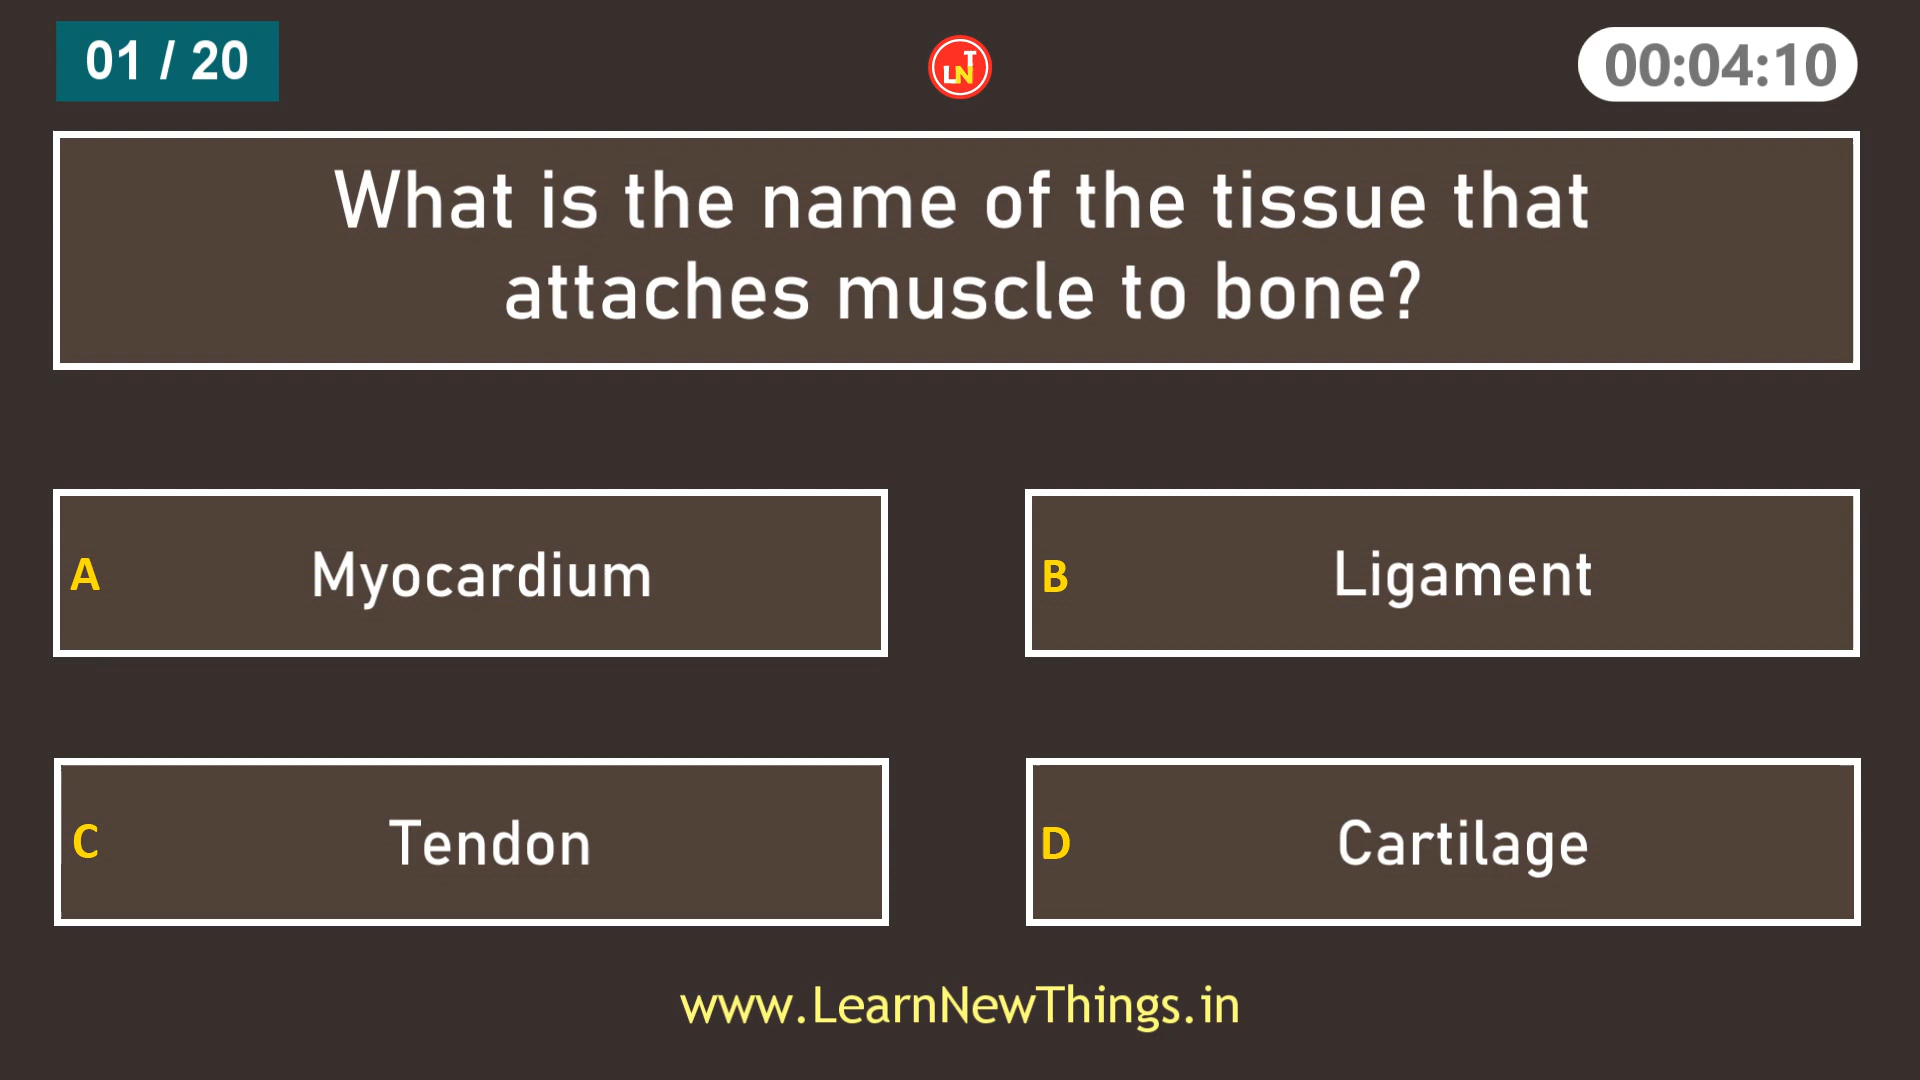 01 / 20
LNT
00:04:10
What is the name of the tissue that
attaches muscle to bone?
A Myocardium
B Ligament
C Tendon
D Cartilage
www.LearnNewThings.in